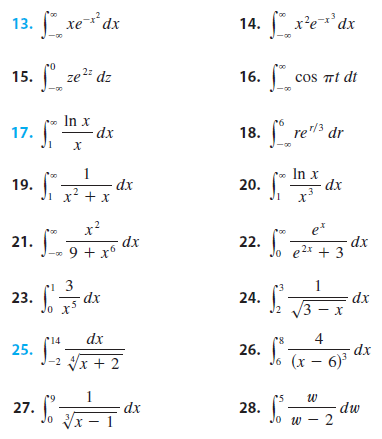 13. ∫_{-∞}^{∞} xe^{-x²} dx 14. ∫_{-∞}^{∞} x²e^{-x³} dx
15. ∫_{-∞}^{0} ze^{2z} dz 16. ∫_{-∞}^{∞} cos πt dt
17. ∫_{1}^{∞} (ln x)/x dx 18. ∫_{-∞}^{6} re^{r/3} dr
19. ∫_{1}^{∞} 1/(x² + x) dx 20. ∫_{1}^{∞} (ln x)/x³ dx
21. ∫_{-∞}^{∞} x²/(9 + x⁶) dx 22. ∫_{0}^{∞} eˣ/(e^{2x} + 3) dx
23. ∫_{0}^{1} 3/x⁵ dx 24. ∫_{2}^{3} 1/√(3 − x) dx
25. ∫_{-2}^{14} dx/∜(x + 2) 26. ∫_{6}^{8} 4/(x − 6)³ dx
27. ∫_{0}^{9} 1/∛(x − 1) dx 28. ∫_{0}^{5} w/(w − 2) dw